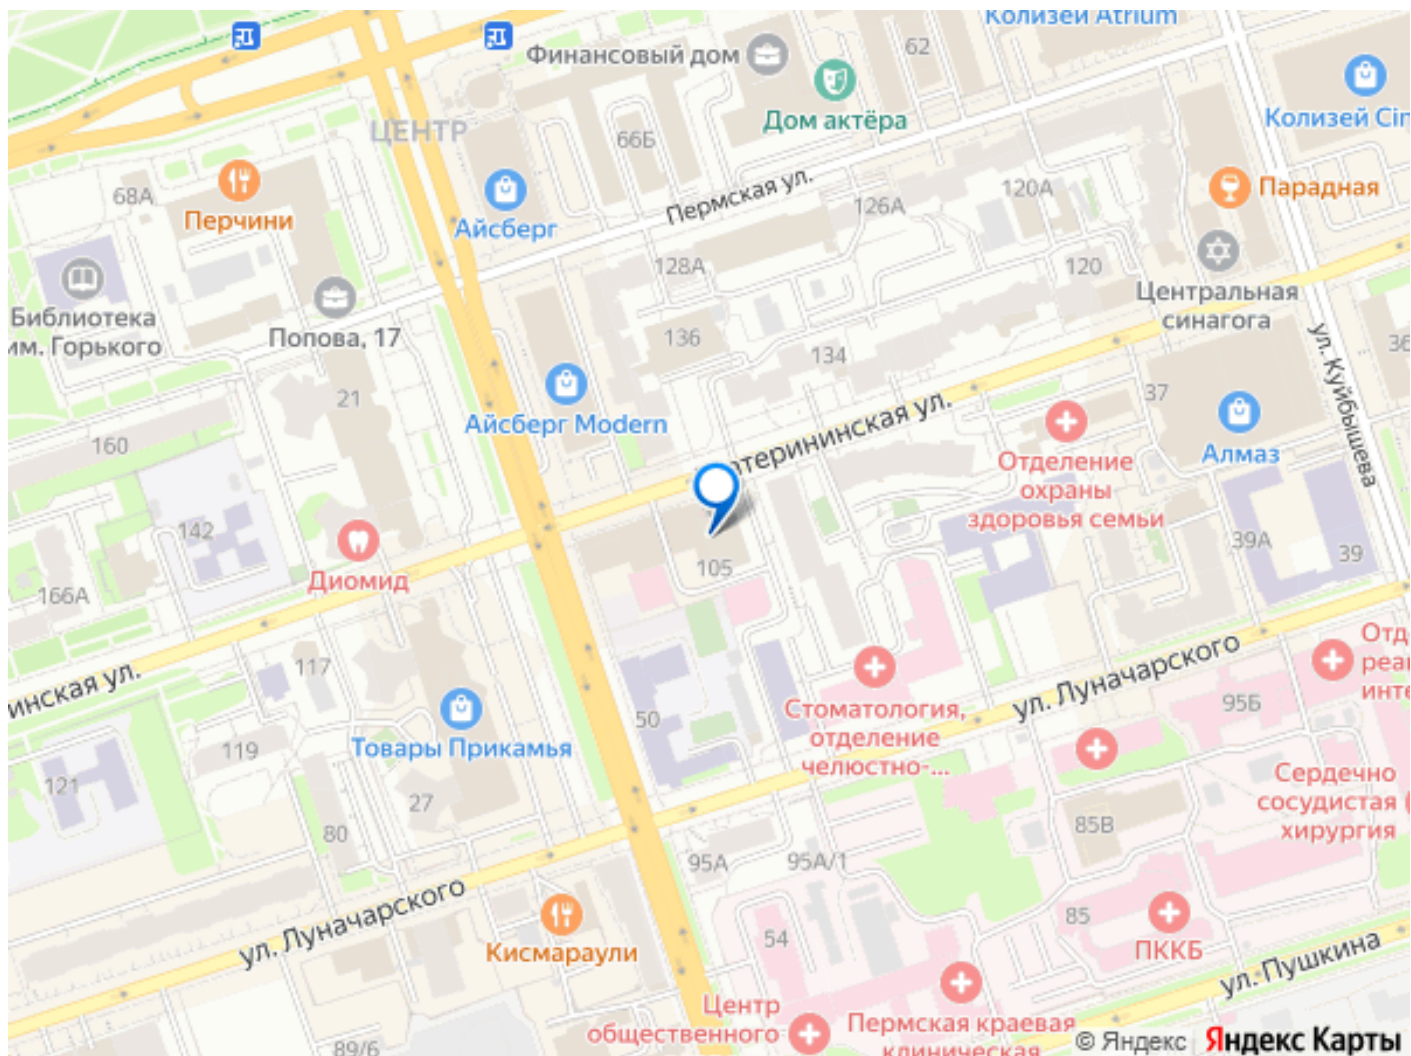 Колизей Atrium
Финансовый дом
62
Дом актёра
Колизей Cin
ЦЕНТР
66Б
68А
Перчини
Айсберг
Пермская ул.
126А
120А
Парадная
128А
120
Центральная
синагога
Библиотека
им. Горького
Попова, 17
136
134
ул. Куйбышева
36
21
Айсберг Modern
37
160
Екатерининская ул.
Алмаз
Отделение
охраны
здоровья семьи
142
39А
39
Диомид
105
166А
инская ул.
117
119
Товары Прикамья
50
Стоматология,
отделение
челюстно-...
ул. Луначарского
Отд
реа
инте
95Б
121
27
80
Сердечно
сосудистая
хирургия
85В
95А
95А/1
ул. Луначарского
Кисмараули
54
85
ПККБ
ул. Пушкина
Центр
общественного
Пермская краевая
клиническая
89/6
© Яндекс Яндекс Карты